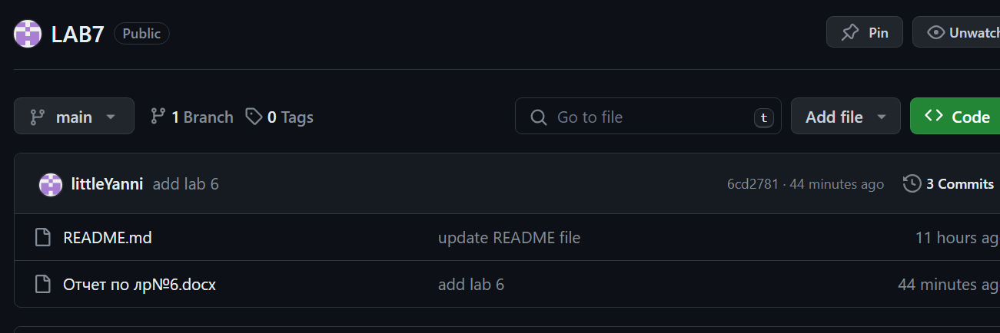 LAB7 Public Pin Unwatch
main 1 Branch 0 Tags Go to file t Add file Code
littleYanni add lab 6 6cd2781 · 44 minutes ago 3 Commits
README.md update README file 11 hours ag
Отчет по лр№6.docx add lab 6 44 minutes ag